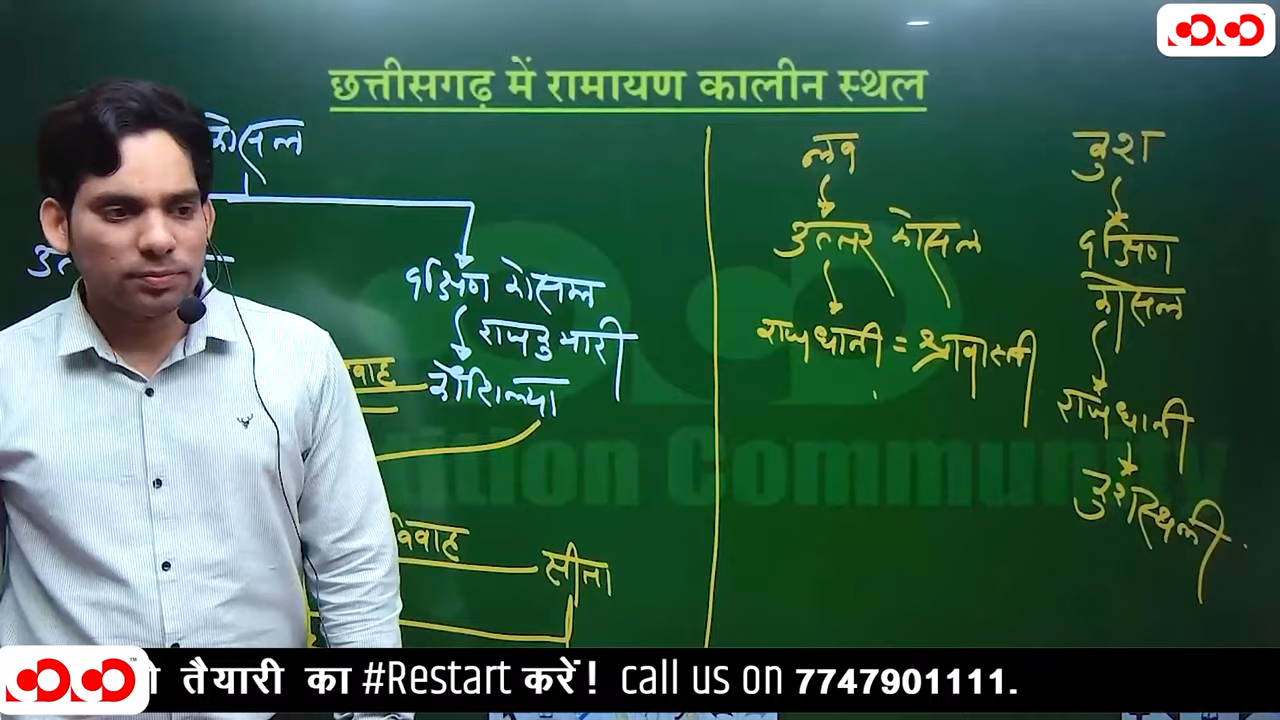 छत्तीसगढ़ में रामायण कालीन स्थल
कोसल
दक्षिण कोसल
राजकुमारी
कौशिल्या
विवाह
सीता
लव
उत्तर कोसल
राजधानी = श्रावस्ती
कुश
दक्षिण
कोसल
राजधानी
कुशस्थली
Community
तैयारी का #Restart करें! call us on 7747901111.